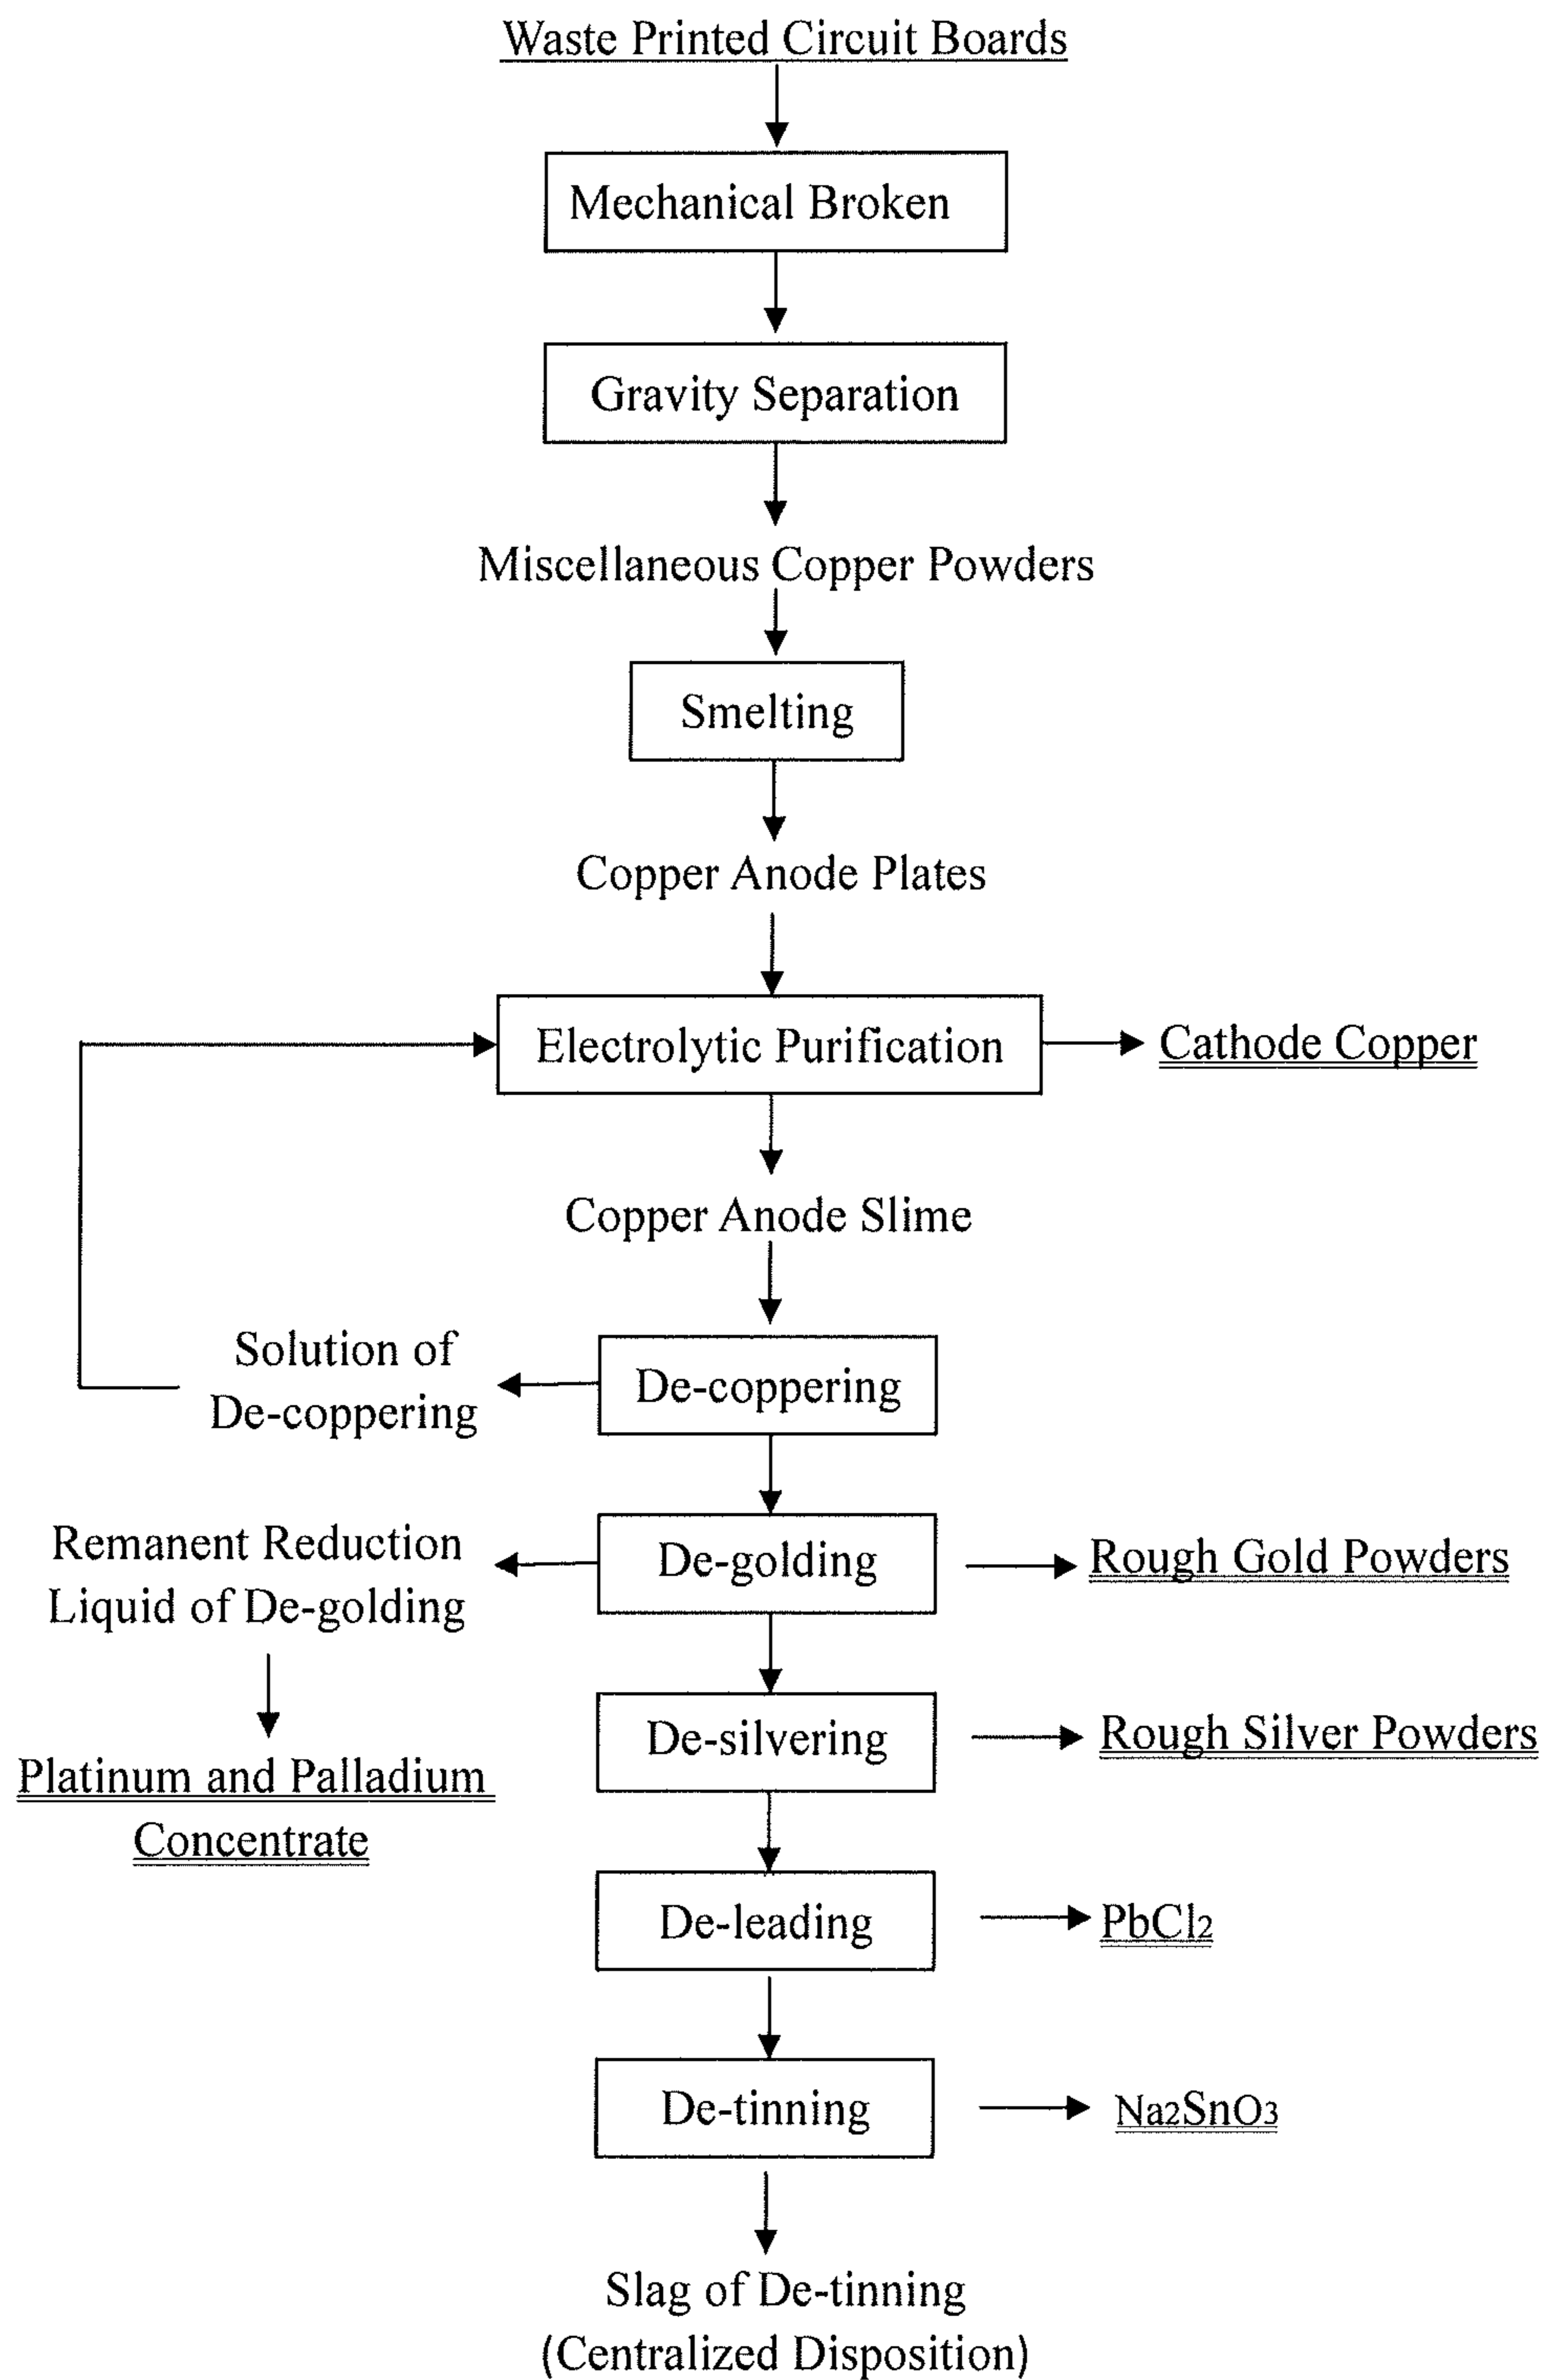 Waste Printed Circuit Boards
Mechanical Broken
Gravity Separation
Miscellaneous Copper Powders
Smelting
Copper Anode Plates
Electrolytic Purification
Cathode Copper
Copper Anode Slime
Solution of
De-coppering
De-coppering
Remanent Reduction
Liquid of De-golding
De-golding
Rough Gold Powders
Platinum and Palladium
Concentrate
De-silvering
Rough Silver Powders
De-leading
PbCl2
De-tinning
Na2SnO3
Slag of De-tinning
(Centralized Disposition)